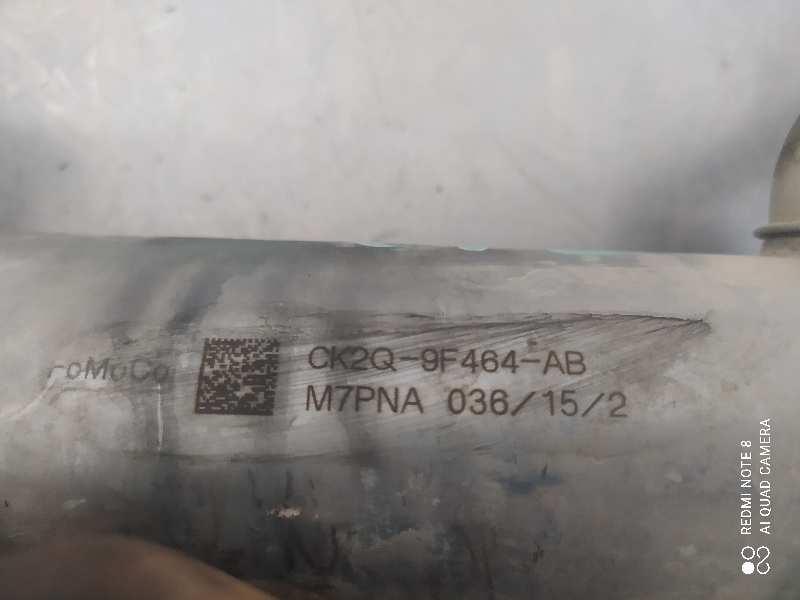 FoMoCo
CK2Q-9F464-AB
M7PNA 036/15/2
REDMI NOTE 8
AI QUAD CAMERA